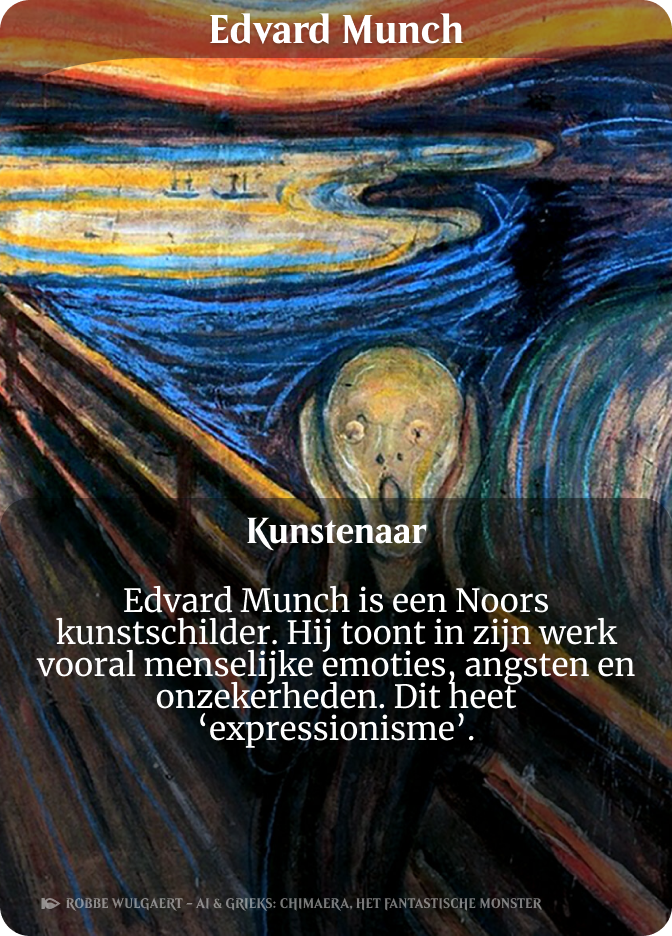 Edvard Munch
Kunstenaar
Edvard Munch is een Noors
kunstschilder. Hij toont in zijn werk
vooral menselijke emoties, angsten en
onzekerheden. Dit heet
‘expressionisme’.
ROBBE WULGAERT – AI & GRIEKS: CHIMAERA, HET FANTASTISCHE MONSTER